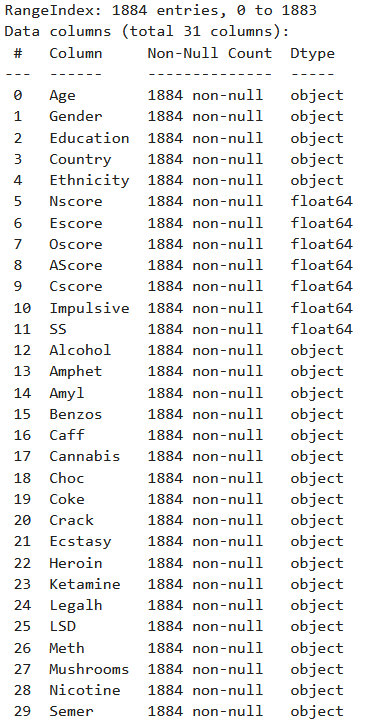 RangeIndex: 1884 entries, 0 to 1883
Data columns (total 31 columns):
 #   Column     Non-Null Count  Dtype
---  ------     --------------  -----
 0   Age        1884 non-null   object
 1   Gender     1884 non-null   object
 2   Education  1884 non-null   object
 3   Country    1884 non-null   object
 4   Ethnicity  1884 non-null   object
 5   Nscore     1884 non-null   float64
 6   Escore     1884 non-null   float64
 7   Oscore     1884 non-null   float64
 8   AScore     1884 non-null   float64
 9   Cscore     1884 non-null   float64
 10  Impulsive  1884 non-null   float64
 11  SS         1884 non-null   float64
 12  Alcohol    1884 non-null   object
 13  Amphet     1884 non-null   object
 14  Amyl       1884 non-null   object
 15  Benzos     1884 non-null   object
 16  Caff       1884 non-null   object
 17  Cannabis   1884 non-null   object
 18  Choc       1884 non-null   object
 19  Coke       1884 non-null   object
 20  Crack      1884 non-null   object
 21  Ecstasy    1884 non-null   object
 22  Heroin     1884 non-null   object
 23  Ketamine   1884 non-null   object
 24  Legalh     1884 non-null   object
 25  LSD        1884 non-null   object
 26  Meth       1884 non-null   object
 27  Mushrooms  1884 non-null   object
 28  Nicotine   1884 non-null   object
 29  Semer      1884 non-null   object